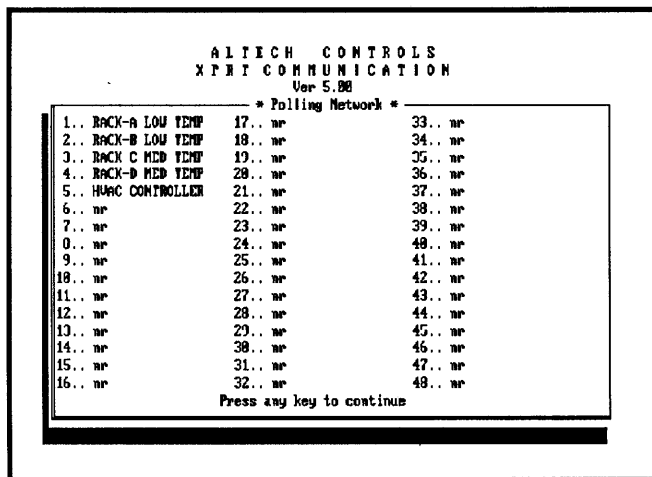 ALTECH CONTROLS
XPRT COMMUNICATION
Ver 5.00
* Polling Network *
1.. RACK-A LOW TEMP 17.. nr 33.. nr
2.. RACK-B LOW TEMP 18.. nr 34.. nr
3.. RACK C MED TEMP 19.. nr 35.. nr
4.. RACK-D MED TEMP 20.. nr 36.. nr
5.. HVAC CONTROLLER 21.. nr 37.. nr
6.. nr 22.. nr 38.. nr
7.. nr 23.. nr 39.. nr
8.. nr 24.. nr 40.. nr
9.. nr 25.. nr 41.. nr
10.. nr 26.. nr 42.. nr
11.. nr 27.. nr 43.. nr
12.. nr 28.. nr 44.. nr
13.. nr 29.. nr 45.. nr
14.. nr 30.. nr 46.. nr
15.. nr 31.. nr 47.. nr
16.. nr 32.. nr 48.. nr
Press any key to continue